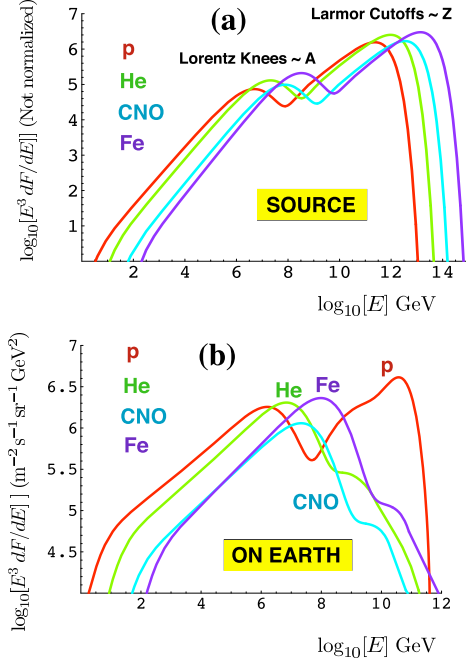 (a)
Larmor Cutoffs ~ Z
Lorentz Knees ~ A
p
He
CNO
Fe
SOURCE
log₁₀[E³ dF/dE]] (Not normalized)
7
6
5
4
3
2
1
2 4 6 8 10 12 14
log₁₀[E] GeV
(b)
p
He
CNO
Fe
He
Fe
p
CNO
ON EARTH
log₁₀[E³ dF/dE] ] (m⁻² s⁻¹ sr⁻¹ GeV²)
7
6.5
6
5.5
5
4.5
2 4 6 8 10 12
log₁₀[E] GeV